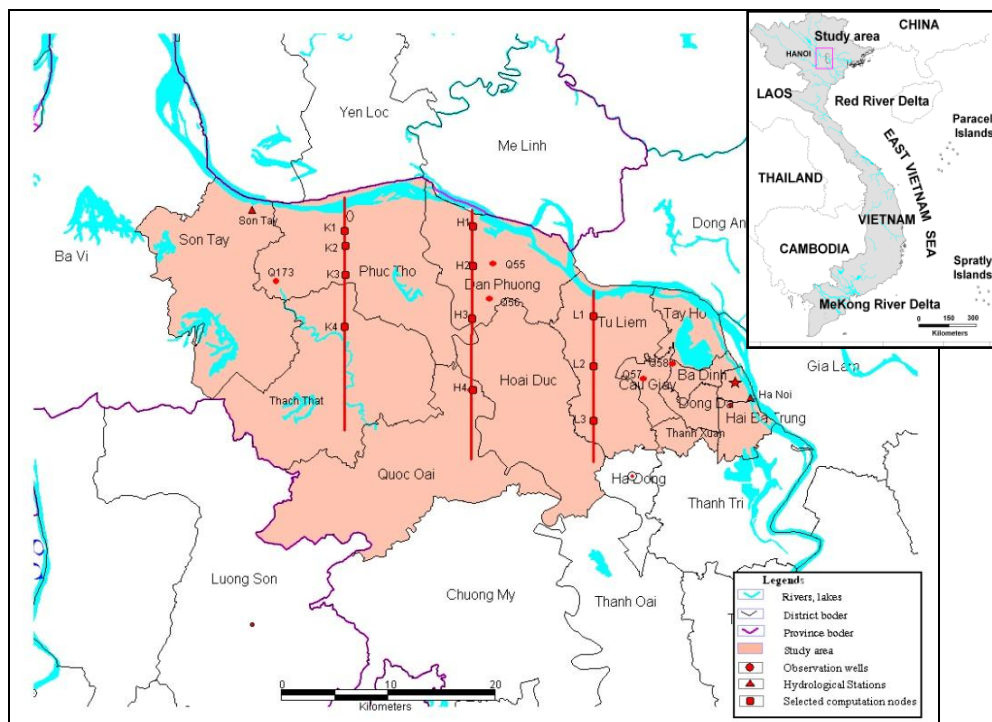 Yen Loc
Me Linh
Dong An
Ba Vi
Son Tay
Son Tay
Q173
K1
K2
K3
K4
Phuc Tho
H1
H2
H3
H4
Q55
Dan Phuong
Q56
L1
L2
L3
Tu Liem
Tay Ho
Q58
Q57
Cau Giay
Ba Dinh
Dong Da
Ha Noi
Hai Ba Trung
Thanh Xuan
Gia Lam
Hoai Duc
Thach That
Quoc Oai
Ha Dong
Thanh Tri
Luong Son
Chuong My
Thanh Oai
0 10 20
Kilometers
CHINA
Study area
HANOI
LAOS
Red River Delta
Paracel
Islands
THAILAND
EAST VIETNAM SEA
VIETNAM
CAMBODIA
Spratly
Islands
MeKong River Delta
0 150 300
Kilometers
Legends
Rivers, lakes
District boder
Province boder
Study area
Observation wells
Hydrological Stations
Selected computation nodes